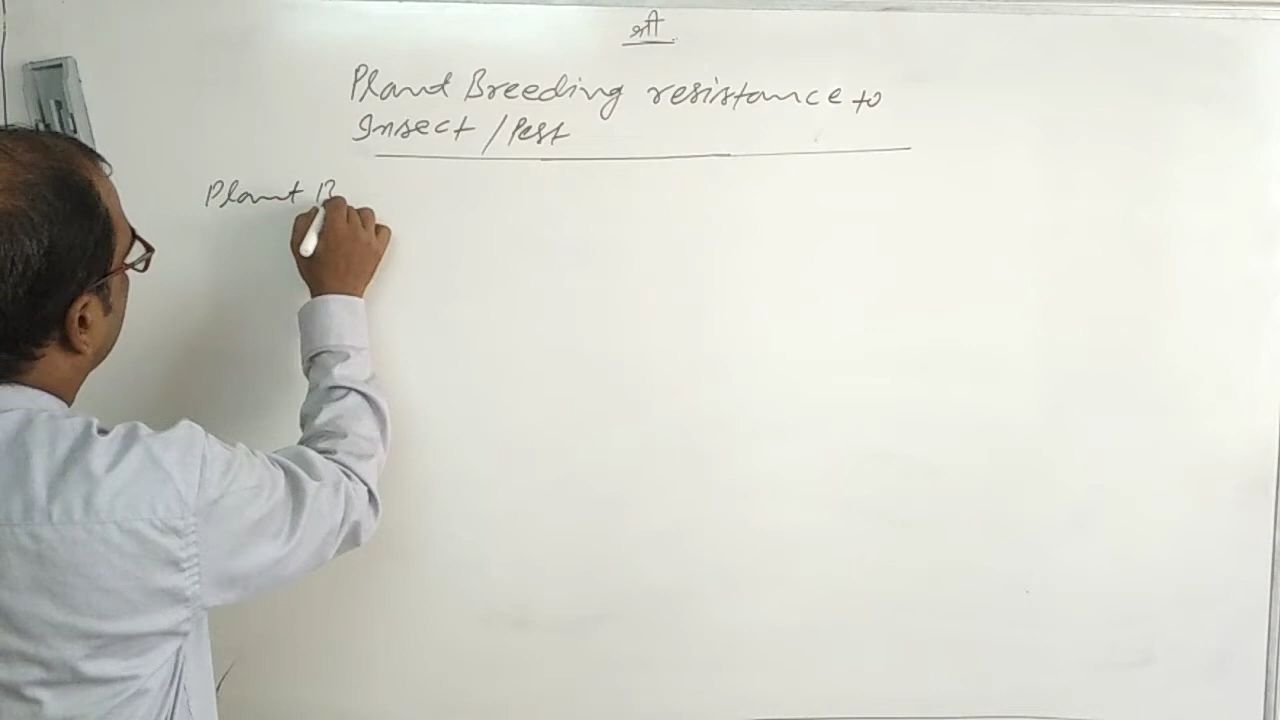 श्री
Plant Breeding resistance to
Insect / Pest
Plant B